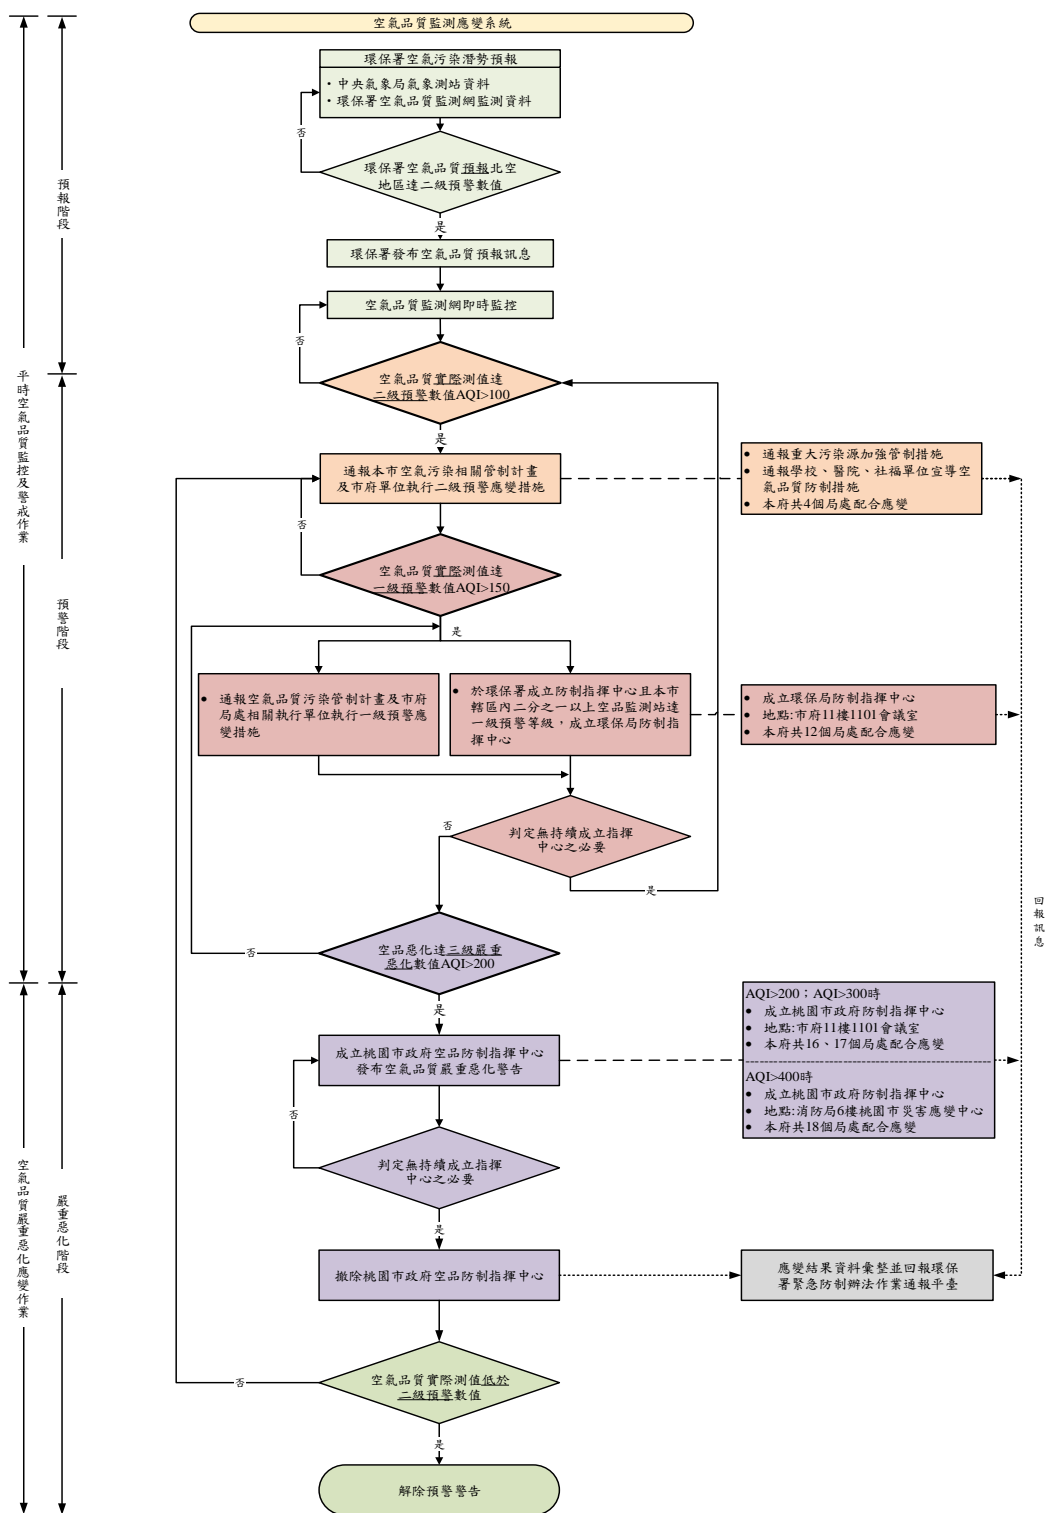 空氣品質監測應變系統
環保署空氣污染潛勢預報
・中央氣象局氣象測站資料
・環保署空氣品質監測網監測資料
否
環保署空氣品質預報北空
地區達二級預警數值
是
環保署發布空氣品質預報訊息
空氣品質監測網即時監控
否
空氣品質實際測值達
二級預警數值AQI>100
是
通報本市空氣污染相關管制計畫
及市府單位執行二級預警應變措施
● 通報重大污染源加強管制措施
● 通報學校、醫院、社福單位宣導空
氣品質防制措施
● 本府共4個局處配合應變
否
空氣品質實際測值達
一級預警數值AQI>150
是
● 通報空氣品質污染管制計畫及市府
局處相關執行單位執行一級預警應
變措施
● 於環保署成立防制指揮中心且本市
轄區內二分之一以上空品監測站達
一級預警等級，成立環保局防制指
揮中心
● 成立環保局防制指揮中心
● 地點:市府11樓1101會議室
● 本府共12個局處配合應變
否
判定無持續成立指揮
中心之必要
是
否
空品惡化達三級嚴重
惡化數值AQI>200
是
成立桃園市政府空品防制指揮中心
發布空氣品質嚴重惡化警告
AQI>200；AQI>300時
● 成立桃園市政府防制指揮中心
● 地點:市府11樓1101會議室
● 本府共16、17個局處配合應變
AQI>400時
● 成立桃園市政府防制指揮中心
● 地點:消防局6樓桃園市災害應變中心
● 本府共18個局處配合應變
否
判定無持續成立指揮
中心之必要
是
撤除桃園市政府空品防制指揮中心
應變結果資料彙整並回報環保
署緊急防制辦法作業通報平臺
否
空氣品質實際測值低於
二級預警數值
是
解除預警警告
回報訊息
平時空氣品質監控及警戒作業
空氣品質嚴重惡化應變作業
預報階段
預警階段
嚴重惡化階段